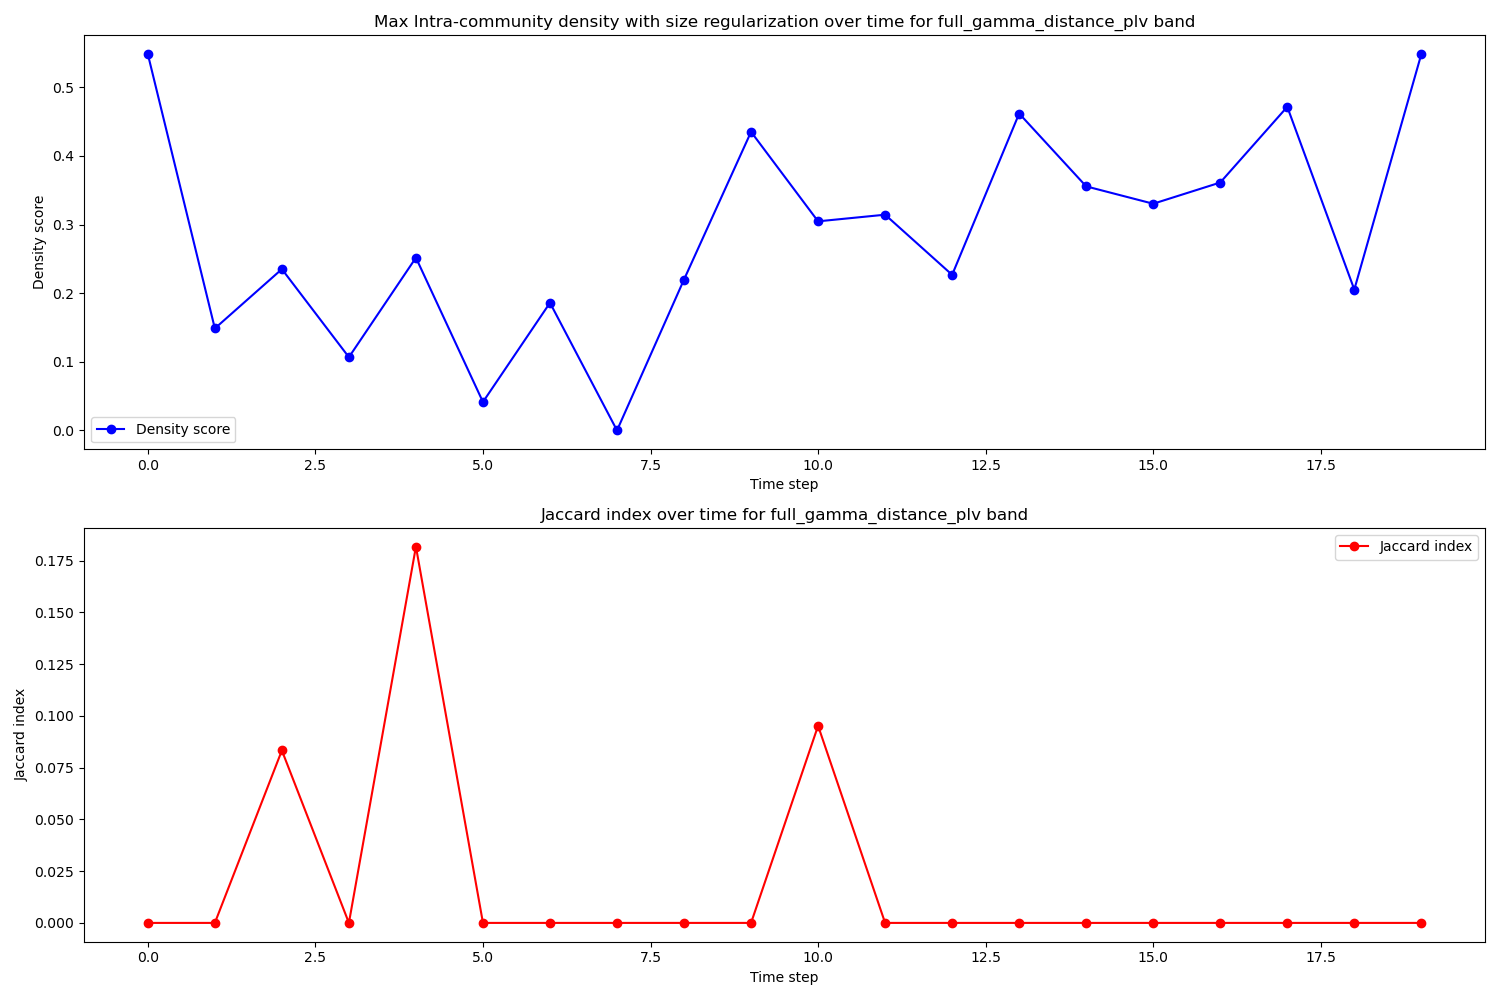 Max Intra-community density with size regularization over time for full_gamma_distance_plv band
Density score
0.5
0.4
0.3
0.2
0.1
0.0
Density score
0.0 2.5 5.0 7.5 10.0 12.5 15.0 17.5
Time step
Jaccard index over time for full_gamma_distance_plv band
Jaccard index
Jaccard index
0.175
0.150
0.125
0.100
0.075
0.050
0.025
0.000
0.0 2.5 5.0 7.5 10.0 12.5 15.0 17.5
Time step